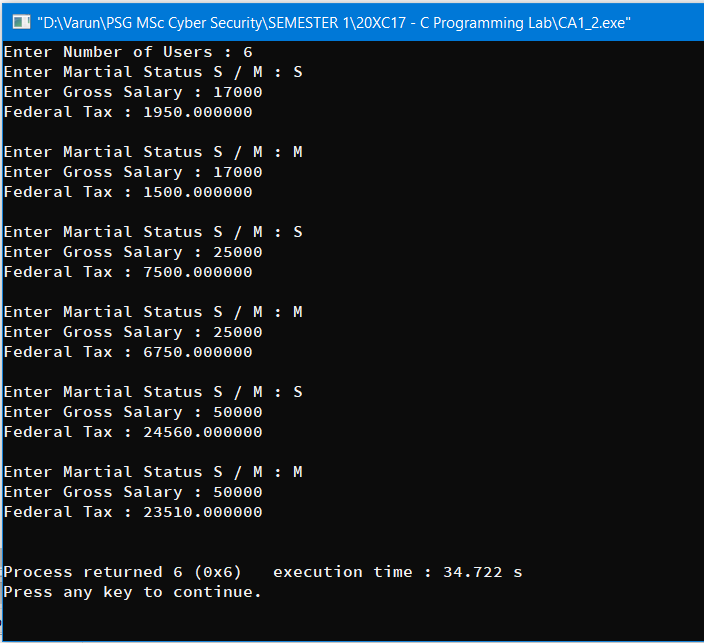 "D:\Varun\PSG MSc Cyber Security\SEMESTER 1\20XC17 - C Programming Lab\CA1_2.exe"
Enter Number of Users : 6
Enter Martial Status S / M : S
Enter Gross Salary : 17000
Federal Tax : 1950.000000
Enter Martial Status S / M : M
Enter Gross Salary : 17000
Federal Tax : 1500.000000
Enter Martial Status S / M : S
Enter Gross Salary : 25000
Federal Tax : 7500.000000
Enter Martial Status S / M : M
Enter Gross Salary : 25000
Federal Tax : 6750.000000
Enter Martial Status S / M : S
Enter Gross Salary : 50000
Federal Tax : 24560.000000
Enter Martial Status S / M : M
Enter Gross Salary : 50000
Federal Tax : 23510.000000
Process returned 6 (0x6)   execution time : 34.722 s
Press any key to continue.